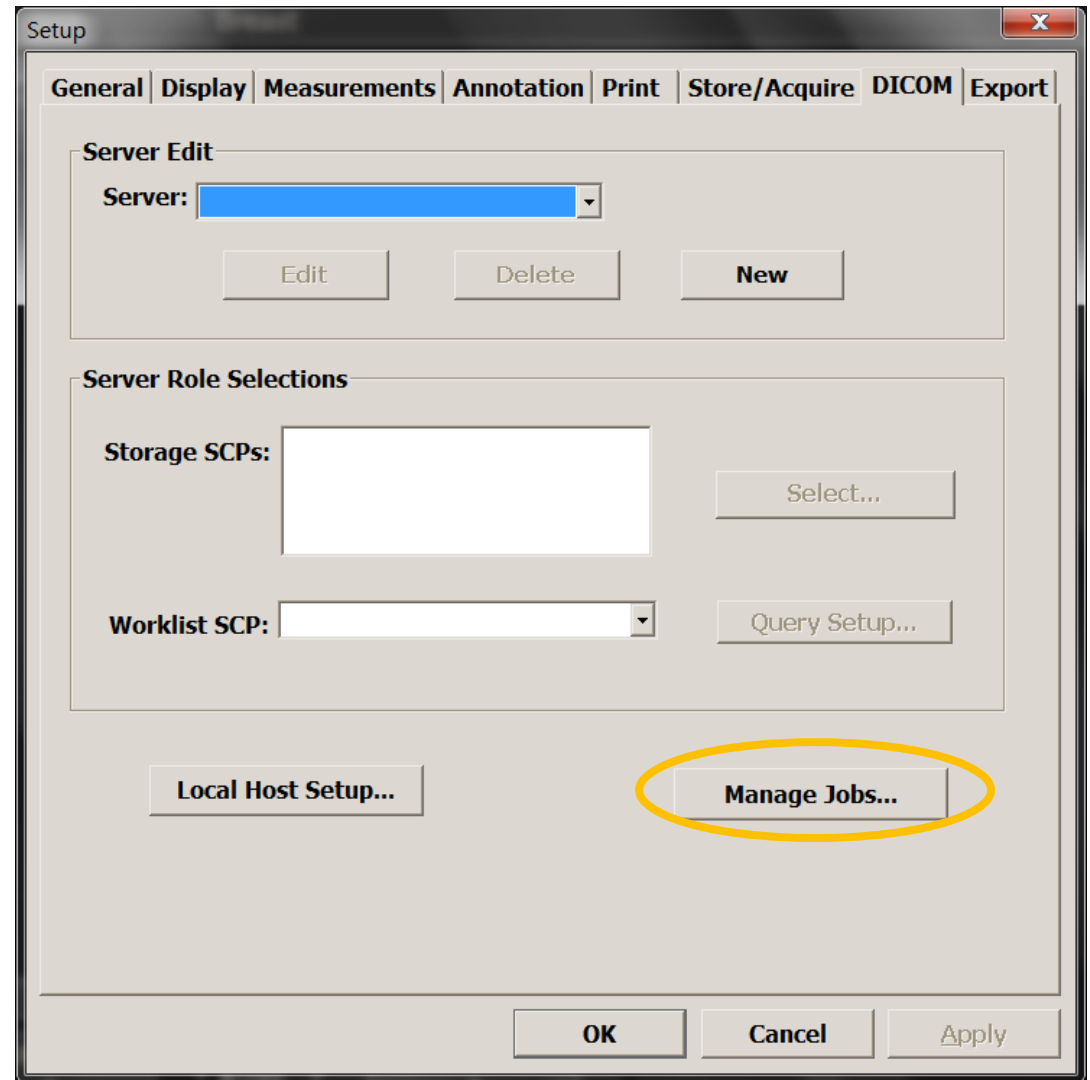 Setup
General Display Measurements Annotation Print Store/Acquire DICOM Export
Server Edit
Server:
Edit Delete New
Server Role Selections
Storage SCPs:
Select...
Worklist SCP:
Query Setup...
Local Host Setup...
Manage Jobs...
OK Cancel Apply